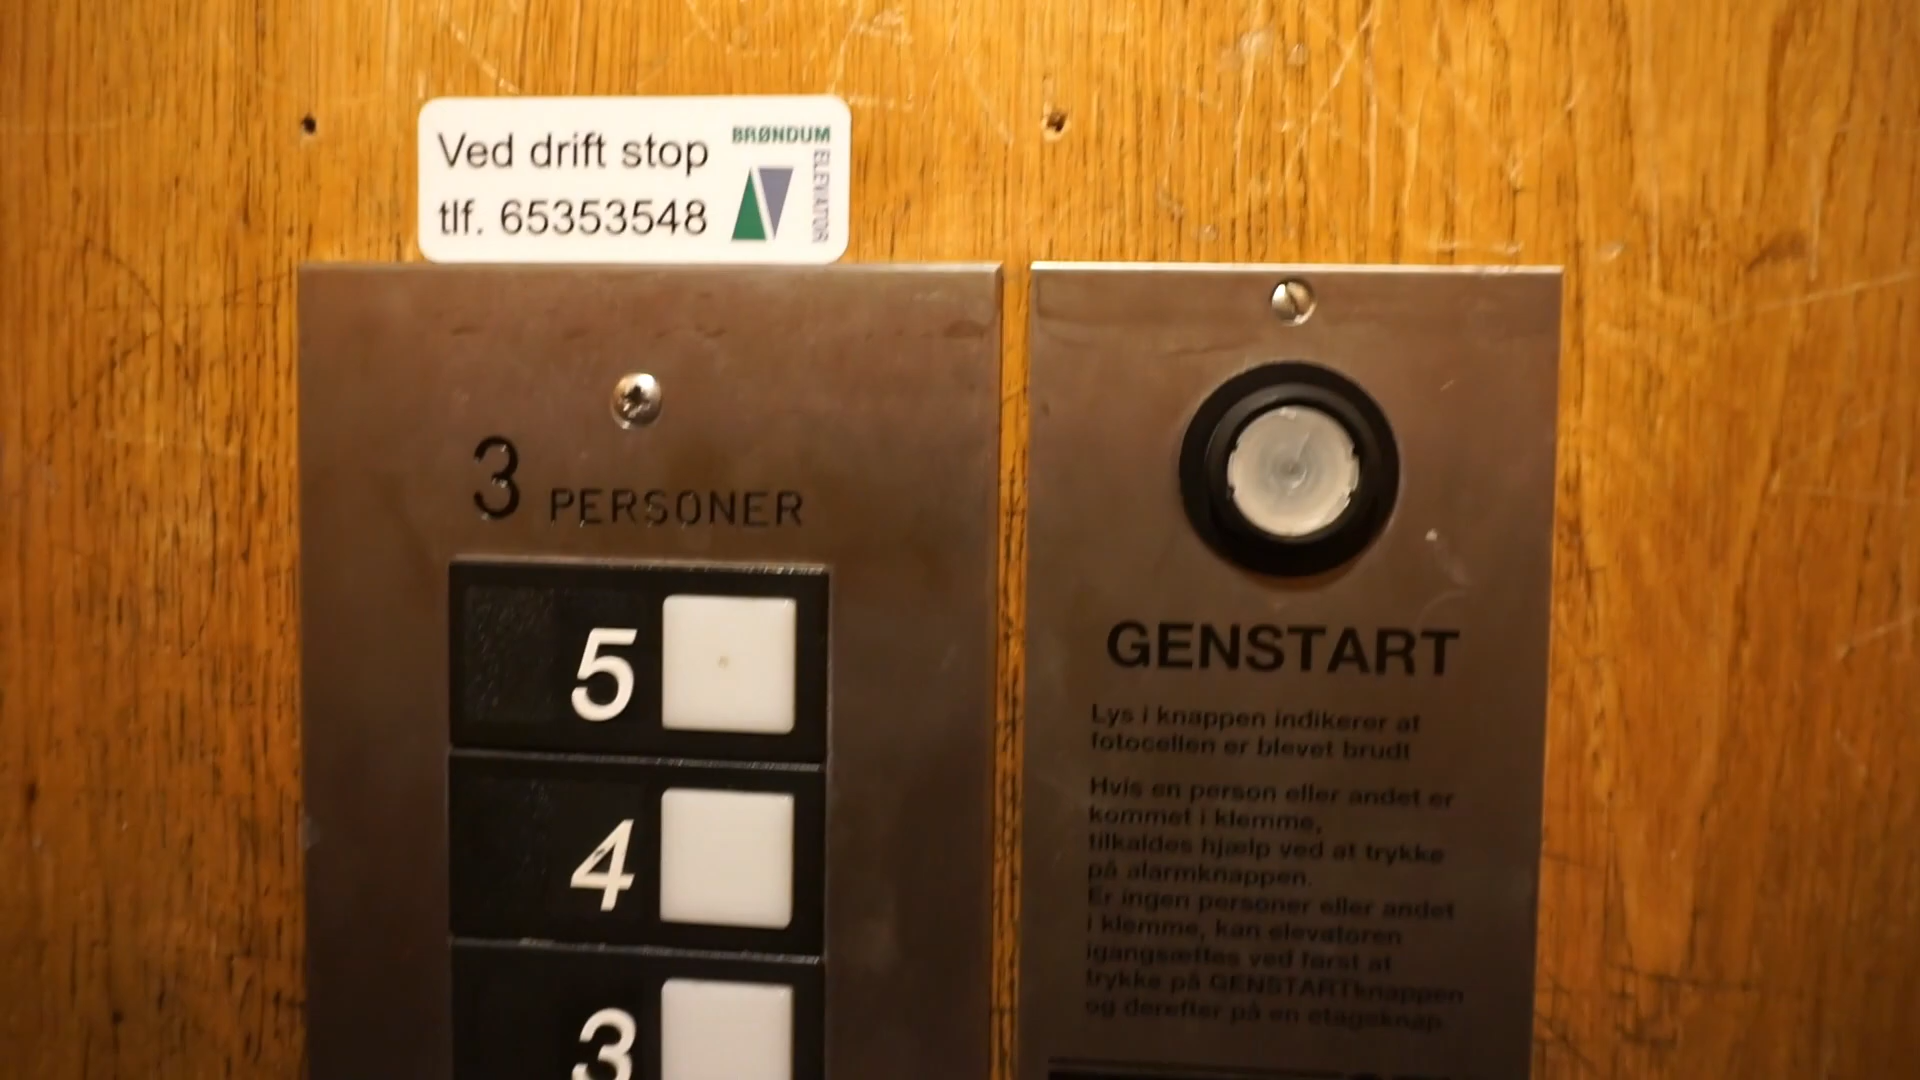 Ved drift stop
tlf. 65353548
BRØNDUM
ELEVATOR
3 PERSONER
5
4
3
GENSTART
Lys i knappen indikerer at
fotocellen er blevet brudt
Hvis en person eller andet er
kommet i klemme,
tilkaldes hjælp ved at trykke
på alarmknappen.
Er ingen personer eller andet
i klemme, kan elevatoren
igangsættes ved først at
trykke på GENSTARTknappen
og derefter på en etageknap